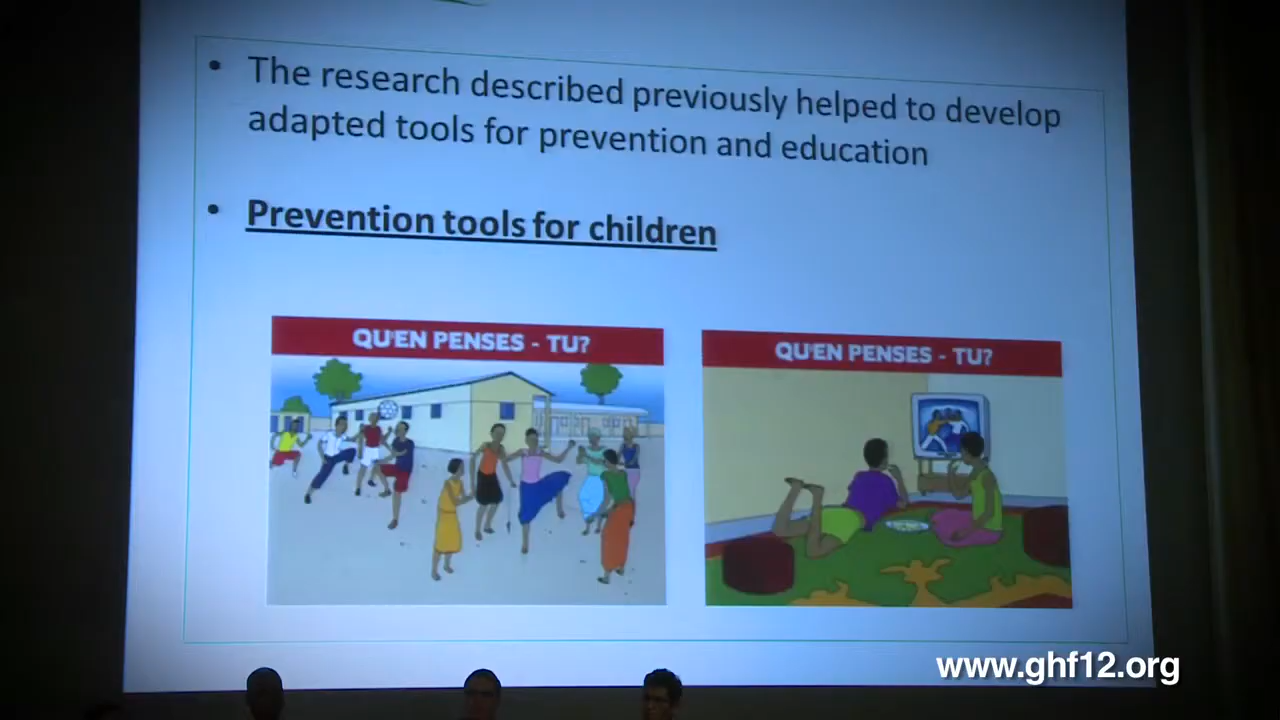 The research described previously helped to develop
adapted tools for prevention and education
Prevention tools for children
QU'EN PENSES - TU?
QU'EN PENSES - TU?
www.ghf12.org